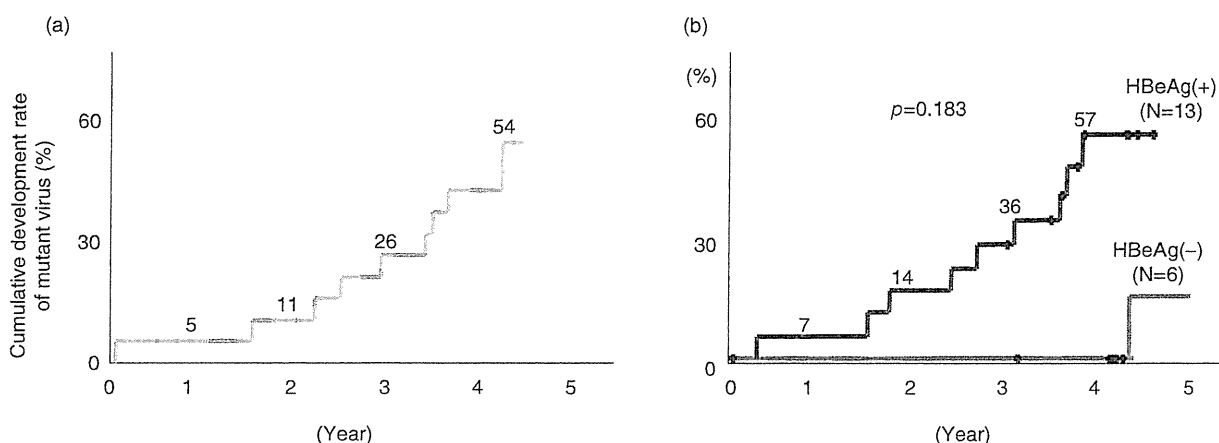 (a)
Cumulative development rate
of mutant virus (%)
60
30
0
5
11
26
54
0 1 2 3 4 5
(Year)
(b)
(%)
60
30
0
p=0.183
7
14
36
57
HBeAg(+)
(N=13)
HBeAg(−)
(N=6)
0 1 2 3 4 5
(Year)